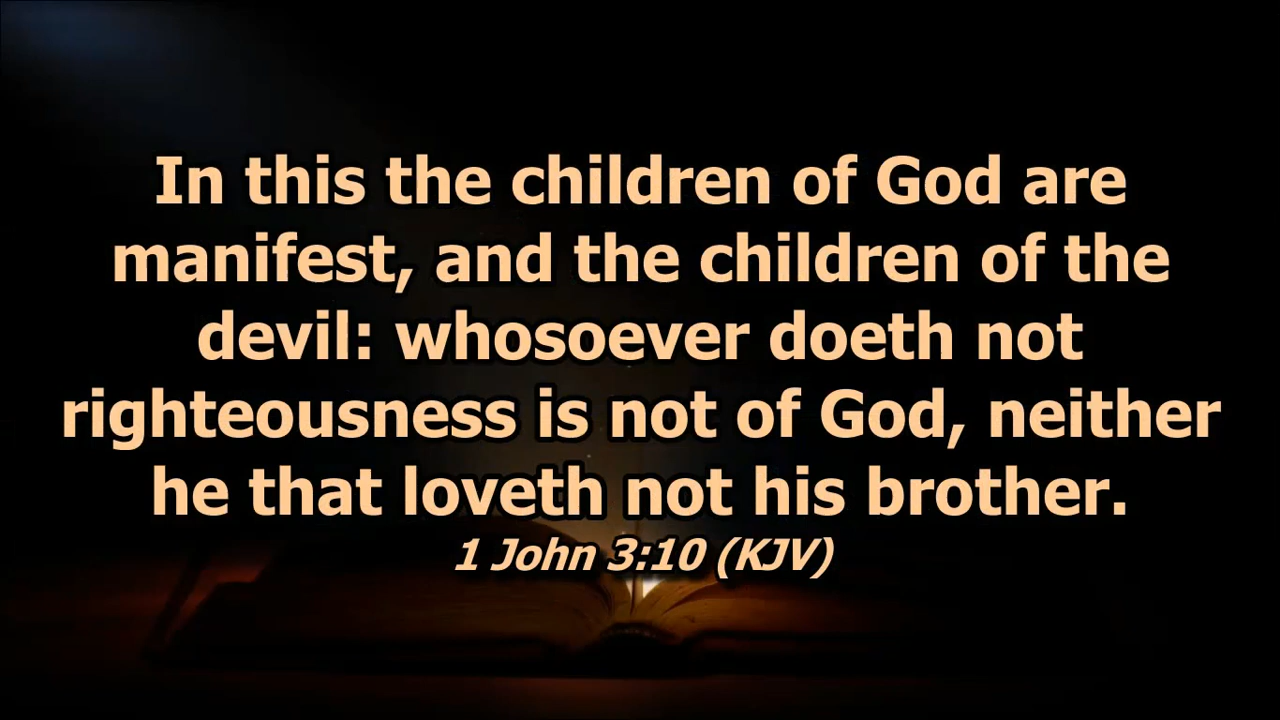 In this the children of God are
manifest, and the children of the
devil: whosoever doeth not
righteousness is not of God, neither
he that loveth not his brother.
1 John 3:10 (KJV)